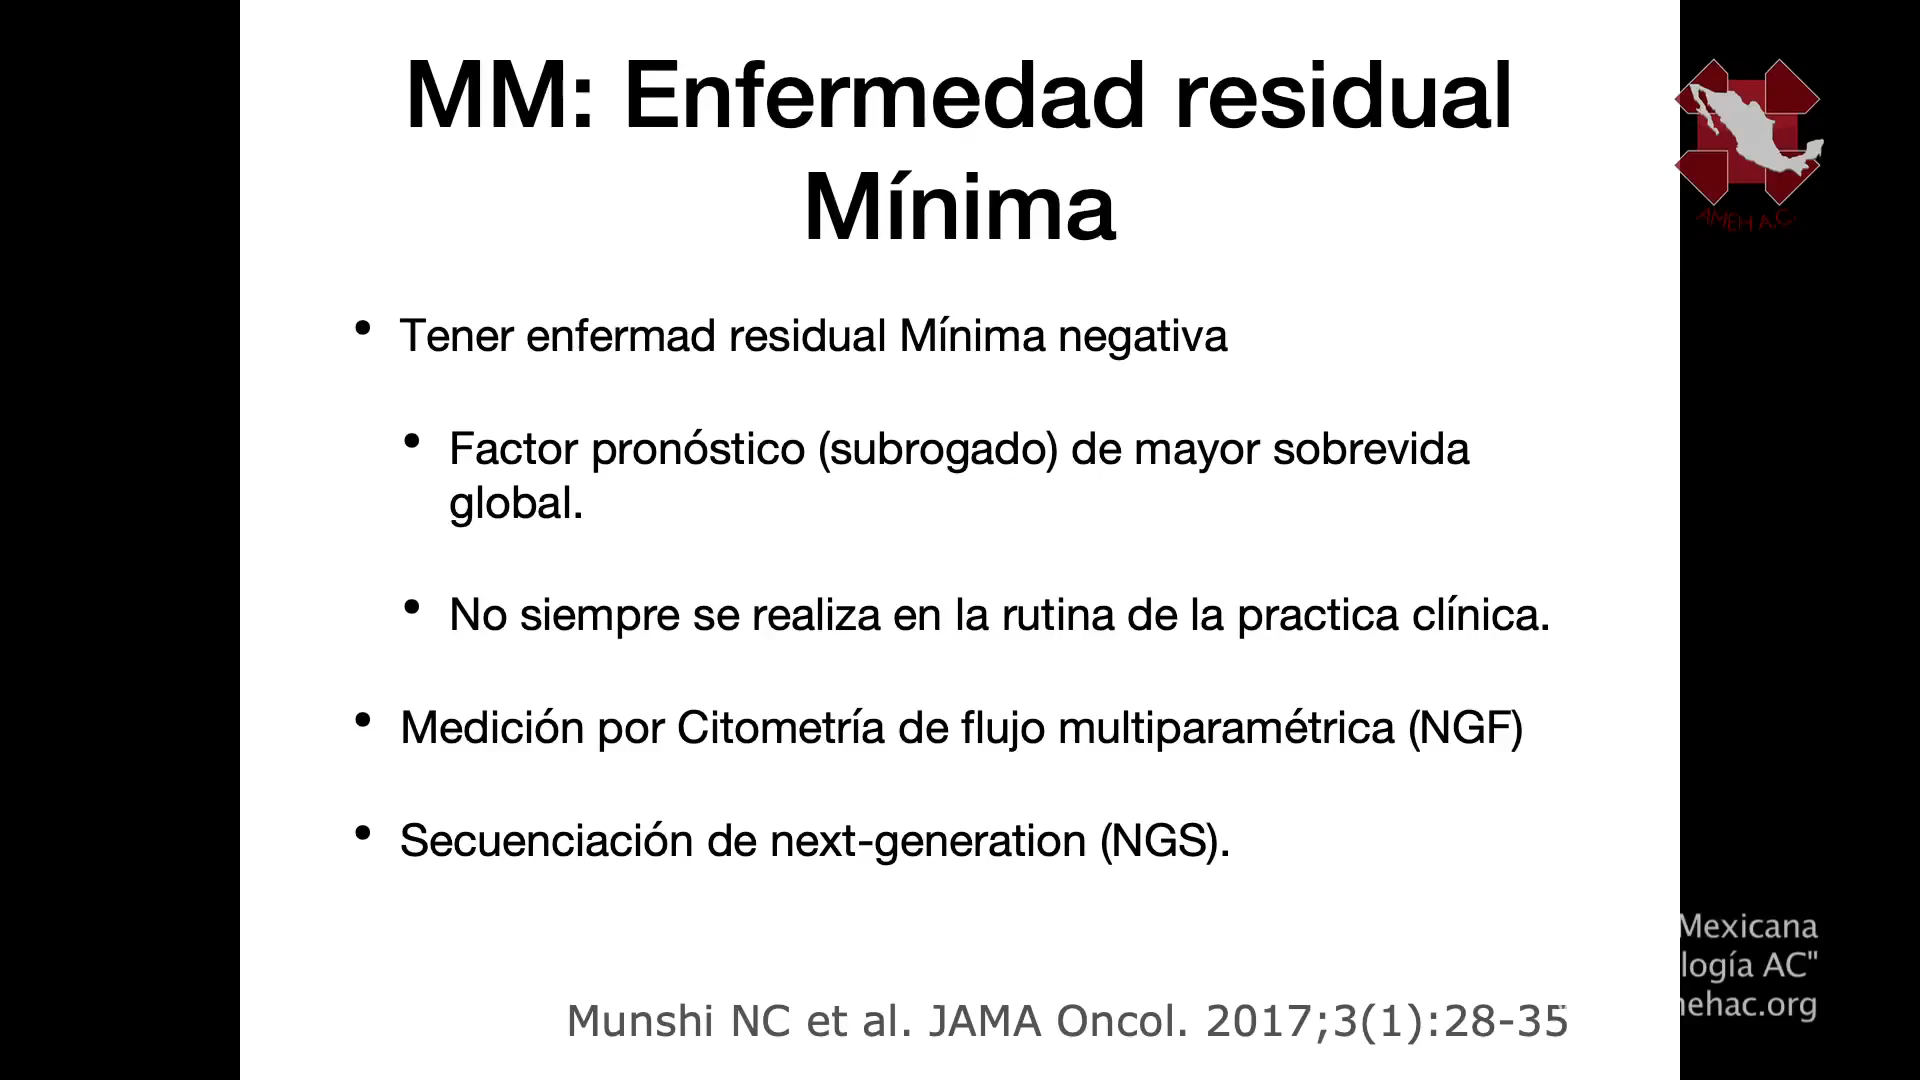 MM: Enfermedad residual
Mínima
AMEH A.C.
• Tener enfermad residual Mínima negativa
• Factor pronóstico (subrogado) de mayor sobrevida
global.
• No siempre se realiza en la rutina de la practica clínica.
• Medición por Citometría de flujo multiparamétrica (NGF)
• Secuenciación de next-generation (NGS).
Mexicana
logía AC"
ehac.org
Munshi NC et al. JAMA Oncol. 2017;3(1):28-35